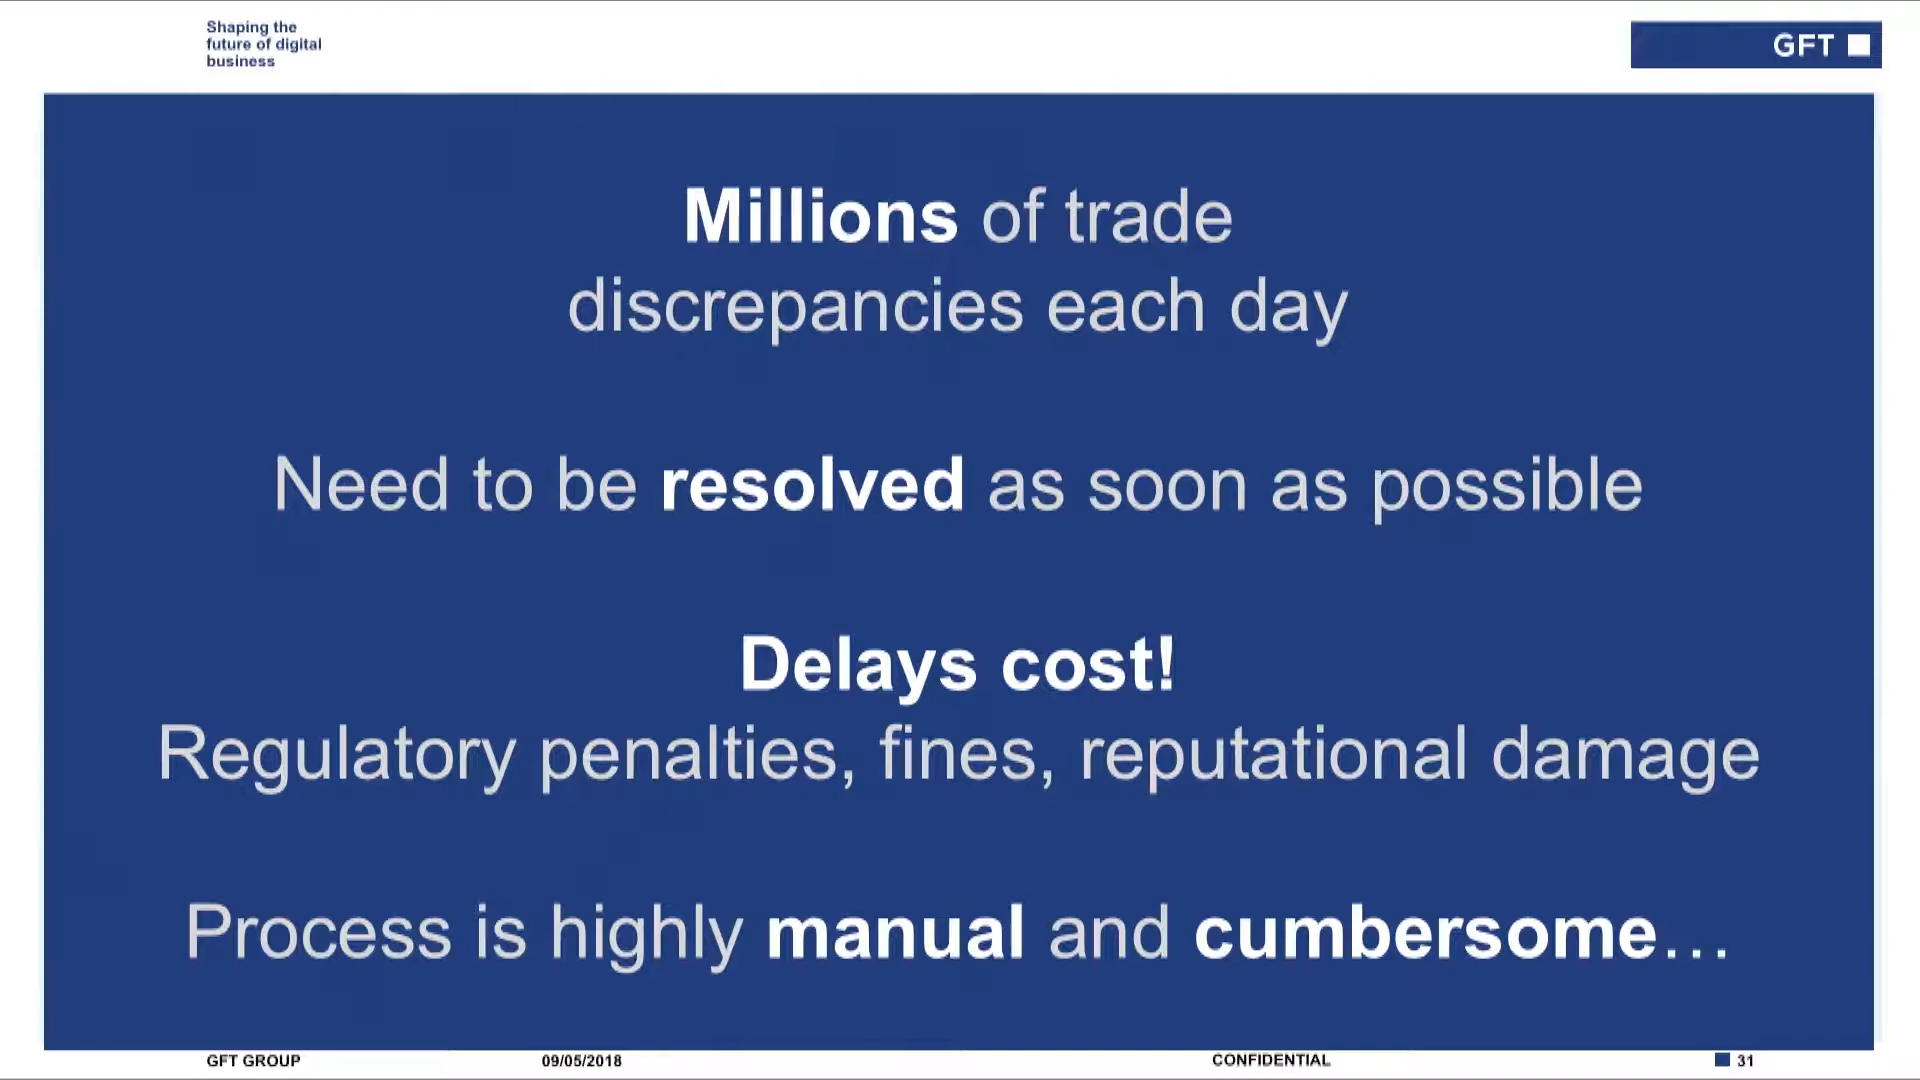 Shaping the
future of digital
business
GFT
Millions of trade
discrepancies each day
Need to be resolved as soon as possible
Delays cost!
Regulatory penalties, fines, reputational damage
Process is highly manual and cumbersome...
GFT GROUP
09/05/2018
CONFIDENTIAL
31